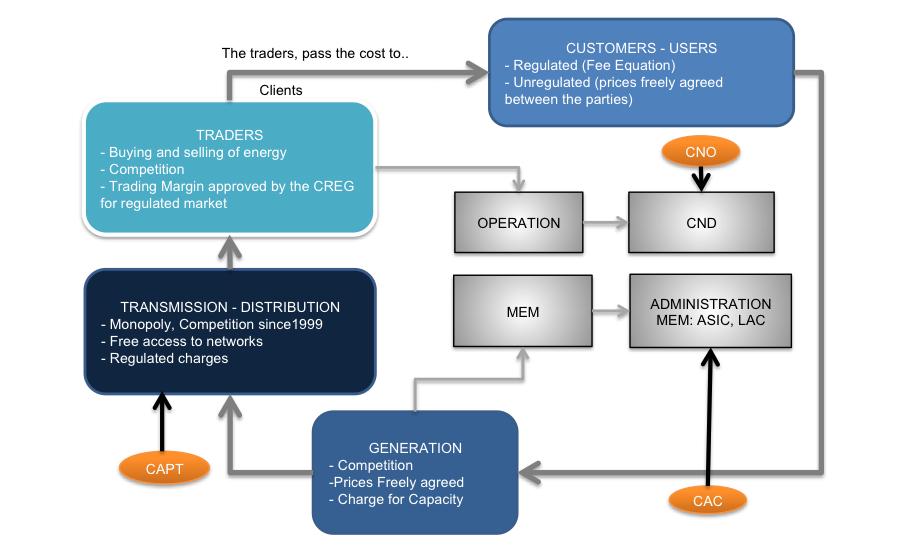 The traders, pass the cost to..
Clients
CUSTOMERS - USERS
- Regulated (Fee Equation)
- Unregulated (prices freely agreed
between the parties)
TRADERS
- Buying and selling of energy
- Competition
- Trading Margin approved by the CREG
for regulated market
CNO
OPERATION
CND
TRANSMISSION - DISTRIBUTION
- Monopoly, Competition since1999
- Free access to networks
- Regulated charges
MEM
ADMINISTRATION
MEM: ASIC, LAC
GENERATION
- Competition
-Prices Freely agreed
- Charge for Capacity
CAPT
CAC